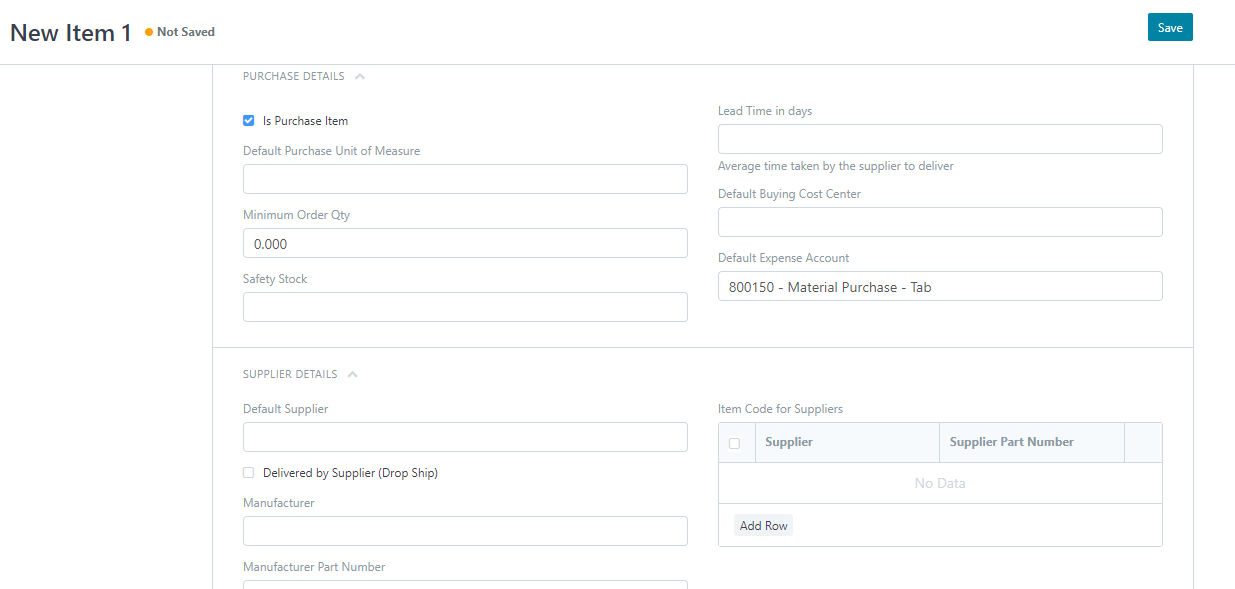 New Item 1
Not Saved
Save
PURCHASE DETAILS
Is Purchase Item
Default Purchase Unit of Measure
Minimum Order Qty
0.000
Safety Stock
Lead Time in days
Average time taken by the supplier to deliver
Default Buying Cost Center
Default Expense Account
800150 - Material Purchase - Tab
SUPPLIER DETAILS
Default Supplier
Delivered by Supplier (Drop Ship)
Manufacturer
Manufacturer Part Number
Item Code for Suppliers
Supplier Supplier Part Number
No Data
Add Row